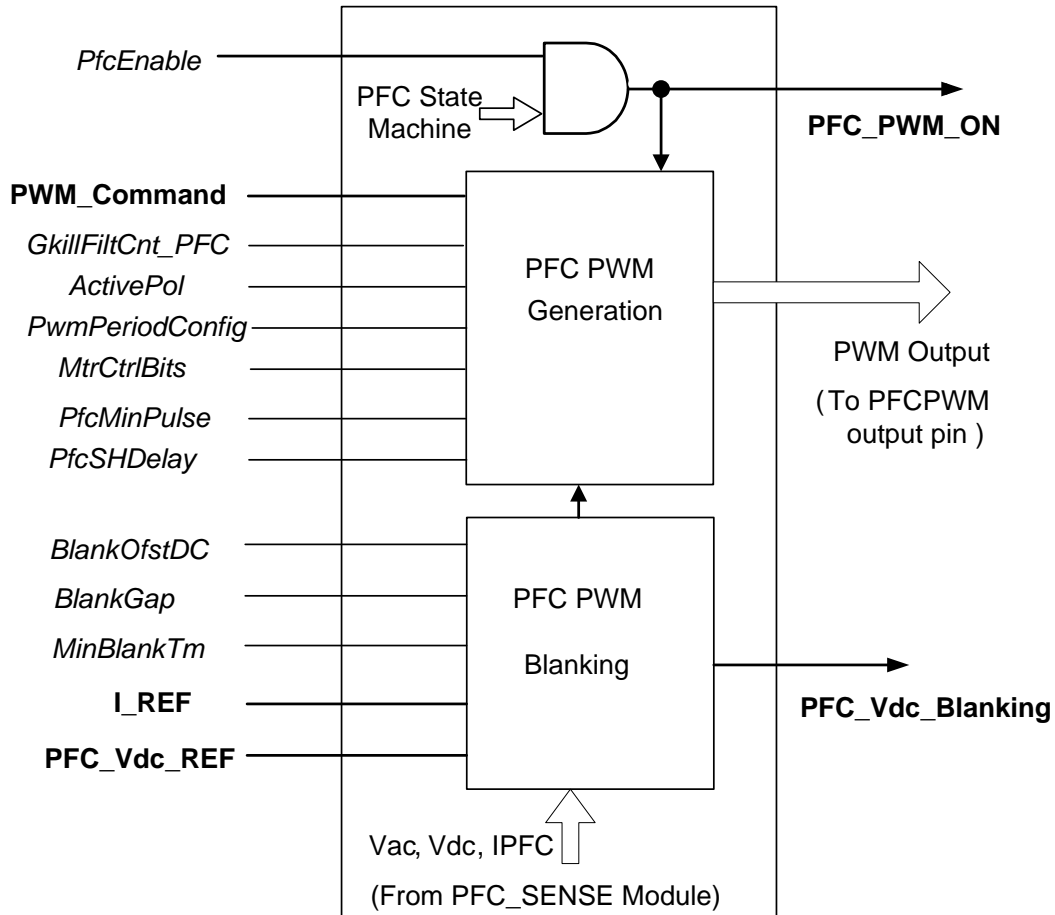 PfcEnable
PFC State
Machine
PFC_PWM_ON
PWM_Command
GkillFiltCnt_PFC
ActivePol
PwmPeriodConfig
MtrCtrlBits
PfcMinPulse
PfcSHDelay
PFC PWM
Generation
PWM Output
(To PFCPWM
output pin )
BlankOfstDC
BlankGap
MinBlankTm
I_REF
PFC_Vdc_REF
PFC PWM
Blanking
PFC_Vdc_Blanking
Vac, Vdc, IPFC
(From PFC_SENSE Module)